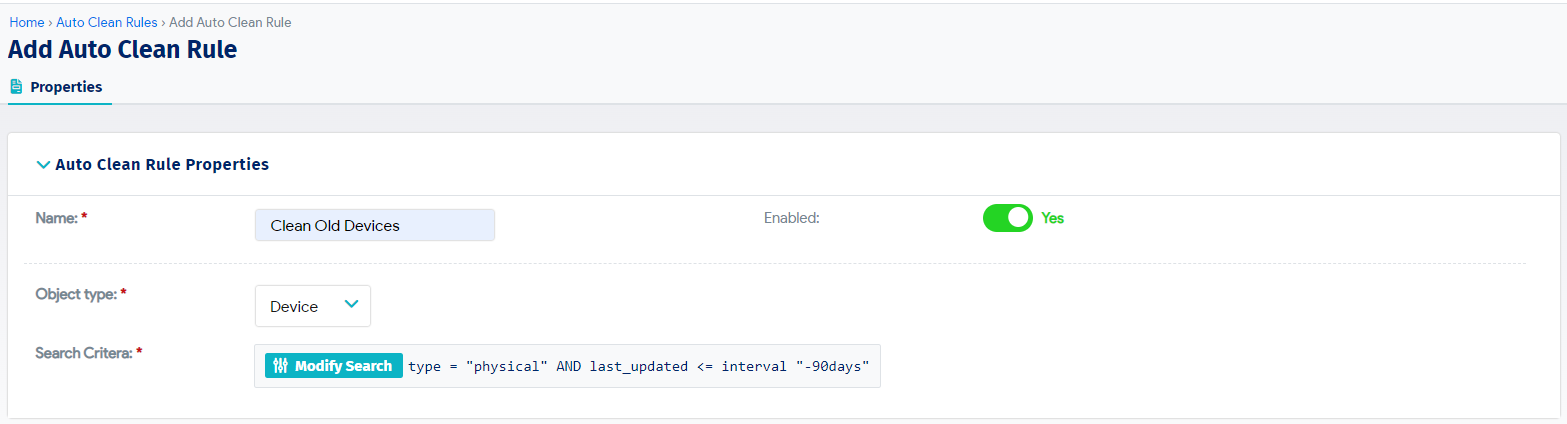 Home › Auto Clean Rules › Add Auto Clean Rule
Add Auto Clean Rule
Properties
Auto Clean Rule Properties
Name: * Clean Old Devices Enabled: Yes
Object type: * Device
Search Critera: * Modify Search type = "physical" AND last_updated <= interval "-90days"